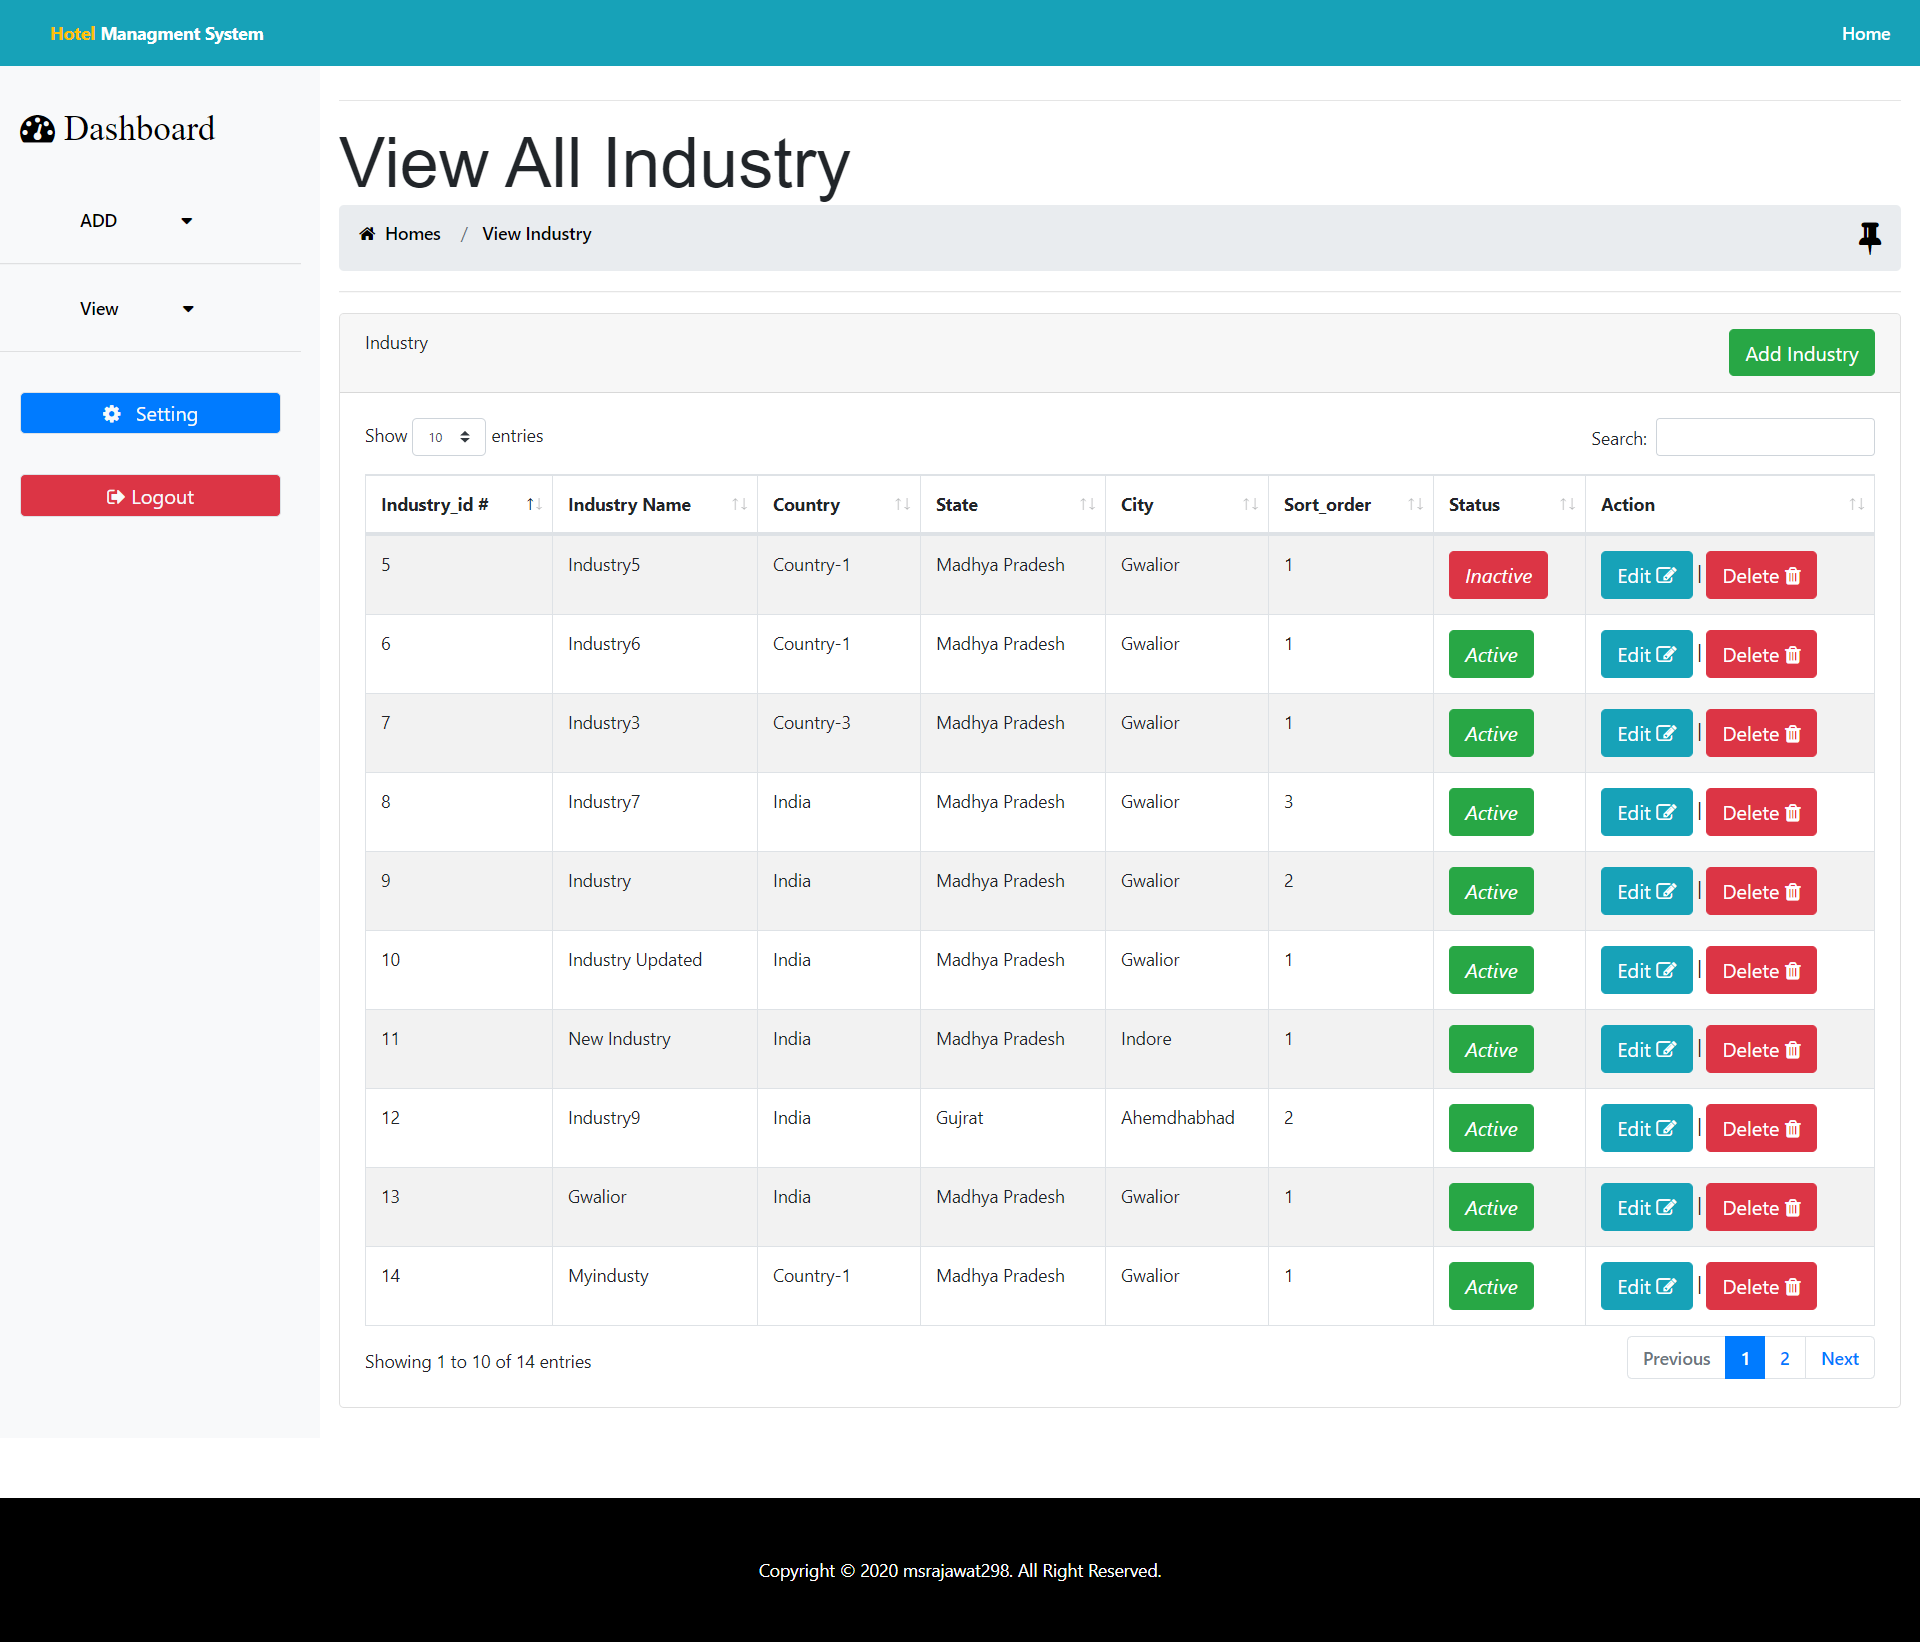 Hotel Managment System Home
Dashboard
ADD
View
Setting
Logout
View All Industry
Homes / View Industry
Industry Add Industry
Show 10 entries Search:
Industry_id # Industry Name Country State City Sort_order Status Action
5 Industry5 Country-1 Madhya Pradesh Gwalior 1 Inactive Edit | Delete
6 Industry6 Country-1 Madhya Pradesh Gwalior 1 Active Edit | Delete
7 Industry3 Country-3 Madhya Pradesh Gwalior 1 Active Edit | Delete
8 Industry7 India Madhya Pradesh Gwalior 3 Active Edit | Delete
9 Industry India Madhya Pradesh Gwalior 2 Active Edit | Delete
10 Industry Updated India Madhya Pradesh Gwalior 1 Active Edit | Delete
11 New Industry India Madhya Pradesh Indore 1 Active Edit | Delete
12 Industry9 India Gujrat Ahemdhabhad 2 Active Edit | Delete
13 Gwalior India Madhya Pradesh Gwalior 1 Active Edit | Delete
14 Myindusty Country-1 Madhya Pradesh Gwalior 1 Active Edit | Delete
Showing 1 to 10 of 14 entries Previous 1 2 Next
Copyright © 2020 msrajawat298. All Right Reserved.